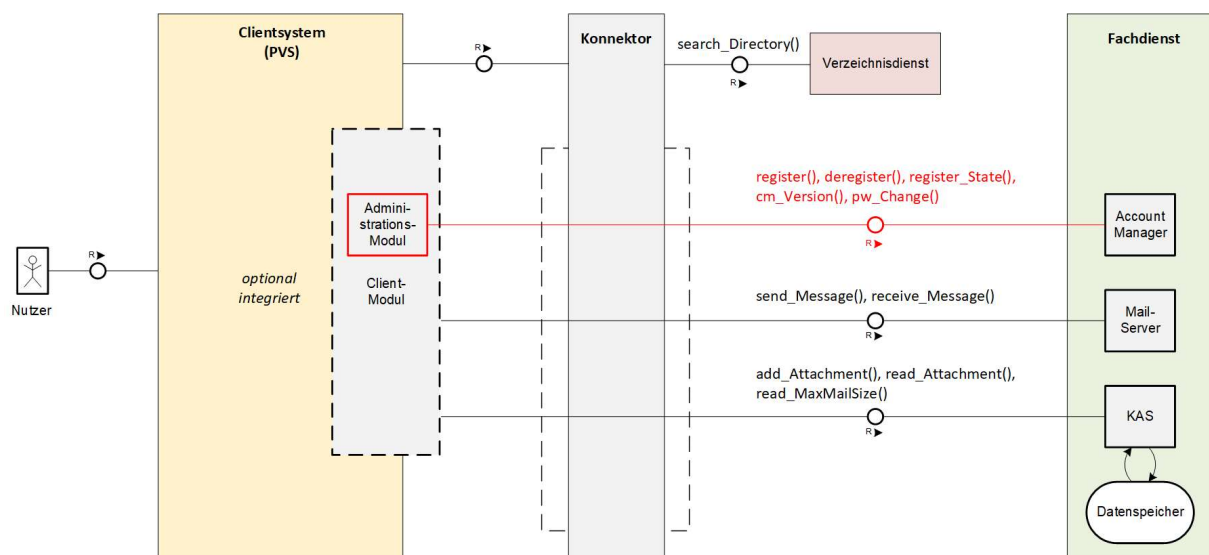 Clientsystem
(PVS)
Konnektor
Fachdienst
R
search_Directory()
R
Verzeichnisdienst
register(), deregister(), register_State(),
cm_Version(), pw_Change()
Admini-
strations-
Modul
R
Account
Manager
R
Nutzer
optional
integriert
Client-
Modul
send_Message(), receive_Message()
R
Mail-
Server
add_Attachment(), read_Attachment(),
read_MaxMailSize()
R
KAS
Datenspeicher